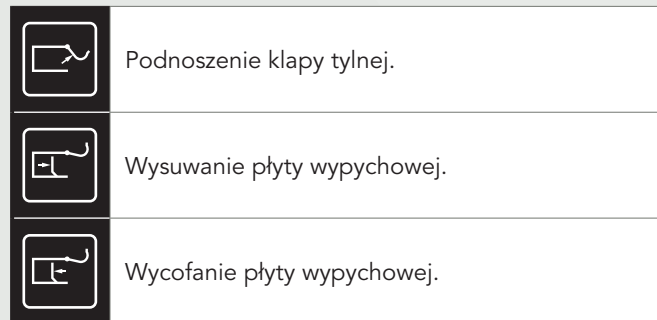 Podnoszenie klapy tylnej.
Wysuwanie płyty wypychowej.
Wycofanie płyty wypychowej.